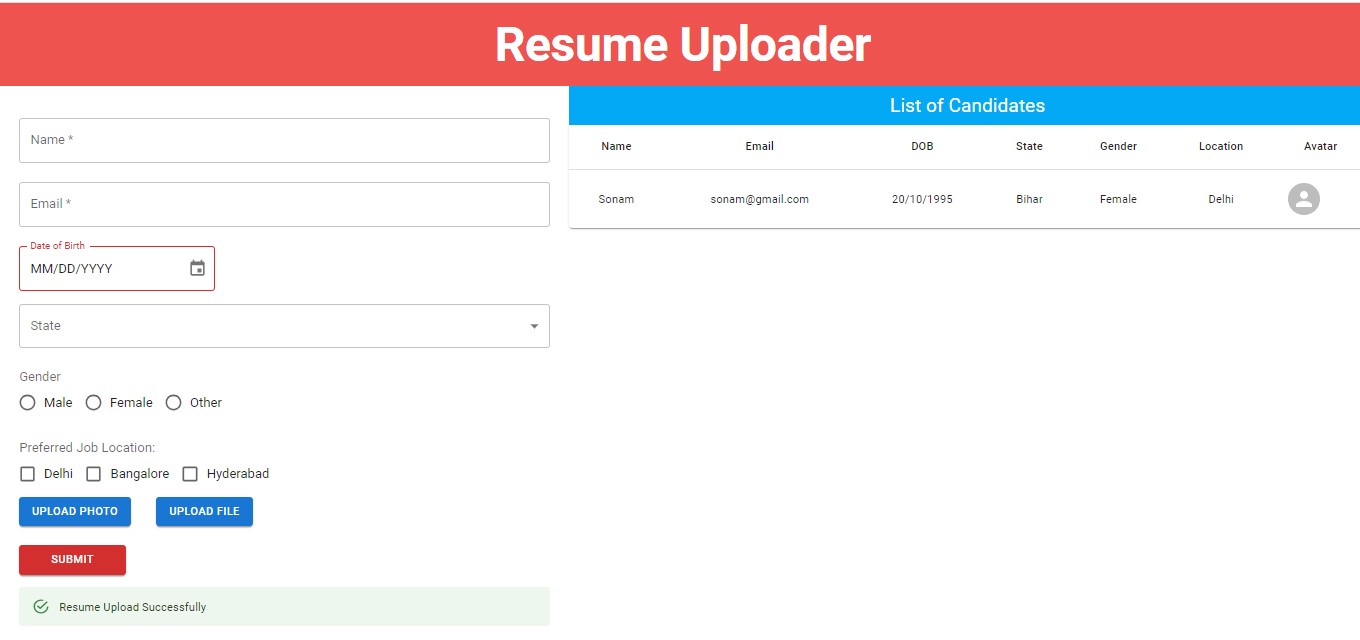 Resume Uploader
Name *
Email *
Date of Birth
MM/DD/YYYY
State
Gender
Male Female Other
Preferred Job Location:
Delhi Bangalore Hyderabad
UPLOAD PHOTO UPLOAD FILE
SUBMIT
Resume Upload Successfully
List of Candidates
Name Email DOB State Gender Location Avatar
Sonam sonam@gmail.com 20/10/1995 Bihar Female Delhi